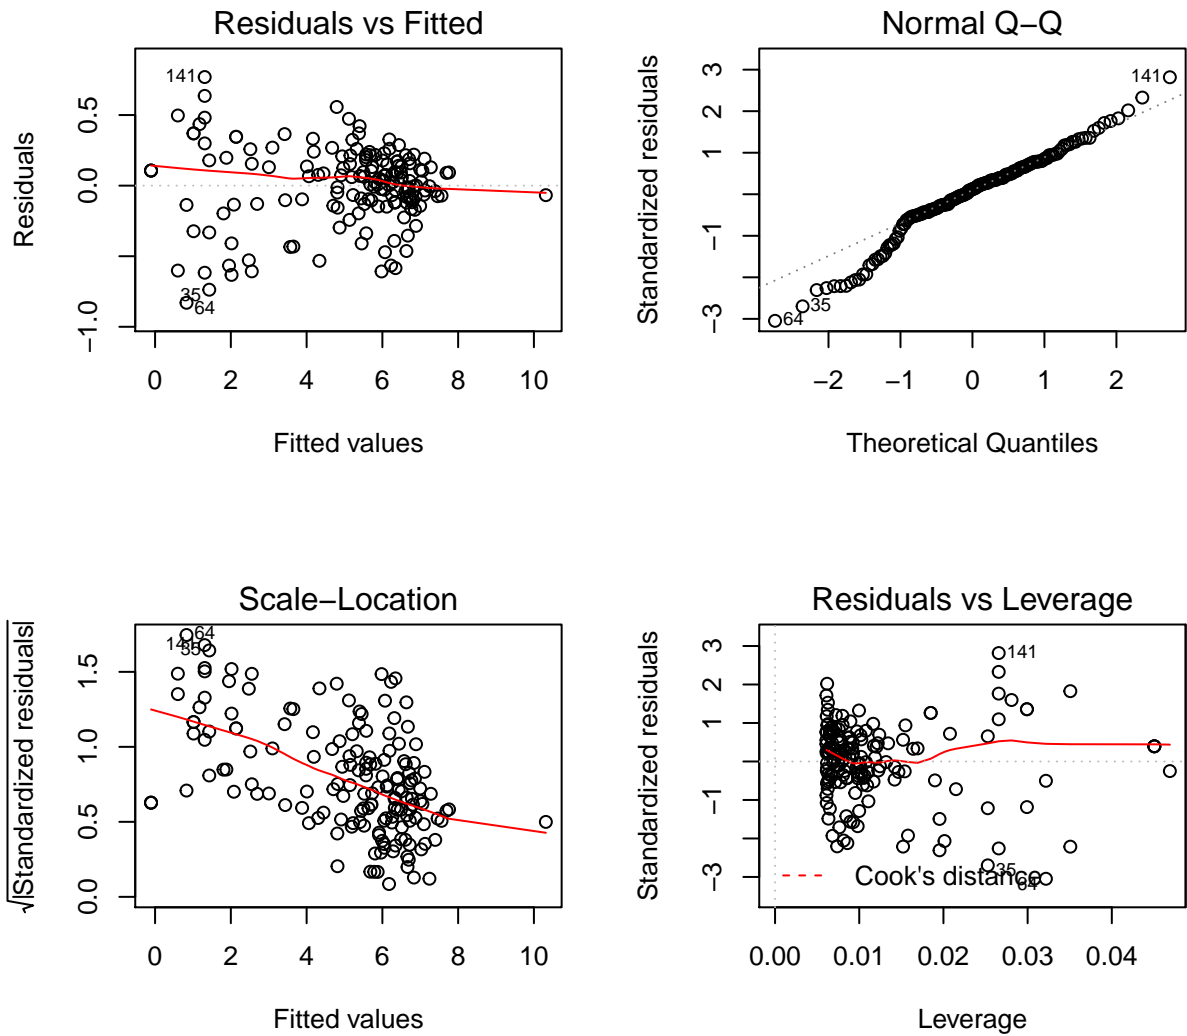 Residuals vs Fitted
Residuals
0.5
0.0
−1.0
141
35
64
0 2 4 6 8 10
Fitted values
Normal Q−Q
Standardized residuals
3
2
1
−1
−3
141
35
64
−2 −1 0 1 2
Theoretical Quantiles
Scale−Location
√|Standardized residuals|
1.5
1.0
0.5
0.0
64
141
35
0 2 4 6 8 10
Fitted values
Residuals vs Leverage
Standardized residuals
3
2
1
−1
−3
141
35
64
Cook's distance
0.00 0.01 0.02 0.03 0.04
Leverage